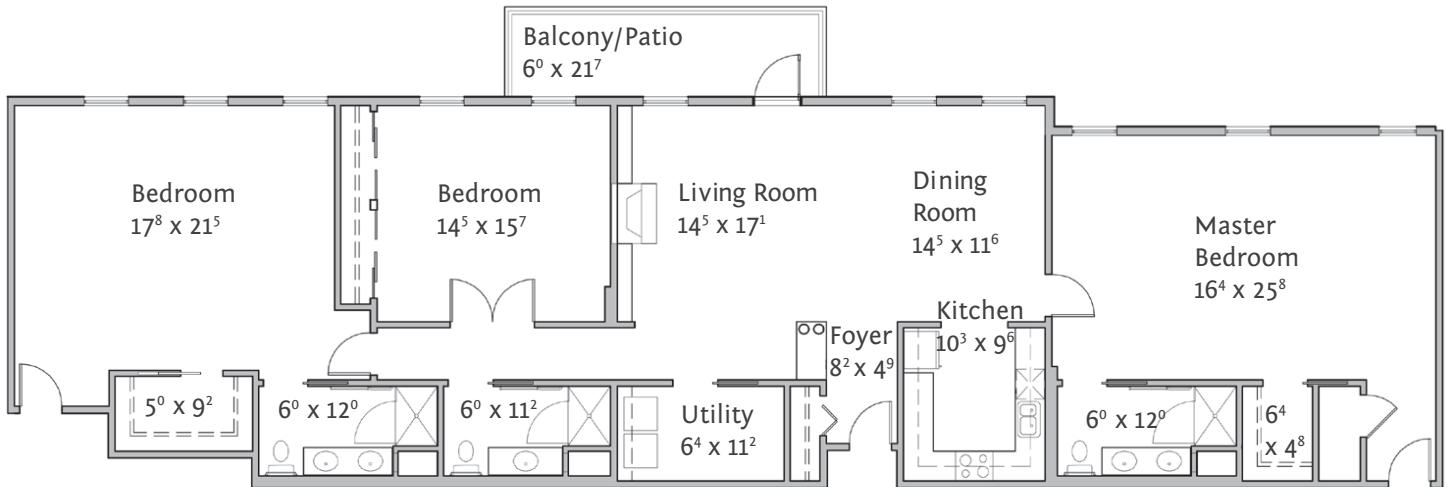 Balcony/Patio
6⁰ x 21⁷
Bedroom
17⁸ x 21⁵
Bedroom
14⁵ x 15⁷
Living Room
14⁵ x 17¹
Dining
Room
14⁵ x 11⁶
Master
Bedroom
16⁴ x 25⁸
Kitchen
10³ x 9⁶
Foyer
8² x 4⁹
5⁰ x 9²
6⁰ x 12⁰
6⁰ x 11²
Utility
6⁴ x 11²
6⁰ x 12⁰
6⁴
x 4⁸